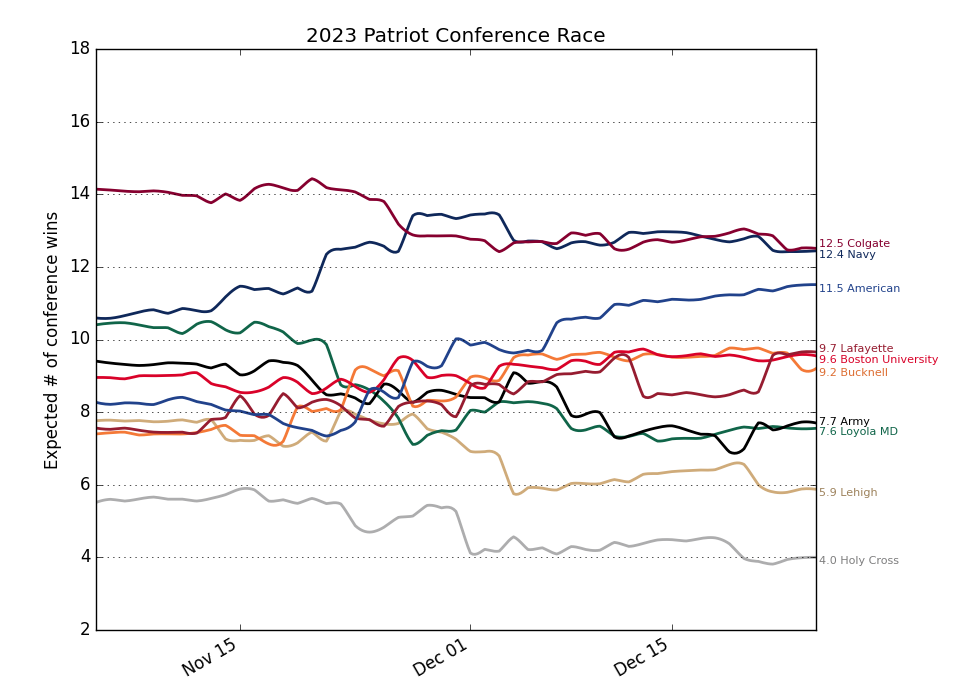 2023 Patriot Conference Race
Expected # of conference wins
18
16
14
12
10
8
6
4
2
12.5 Colgate
12.4 Navy
11.5 American
9.7 Lafayette
9.6 Boston University
9.2 Bucknell
7.7 Army
7.6 Loyola MD
5.9 Lehigh
4.0 Holy Cross
Nov 15
Dec 01
Dec 15